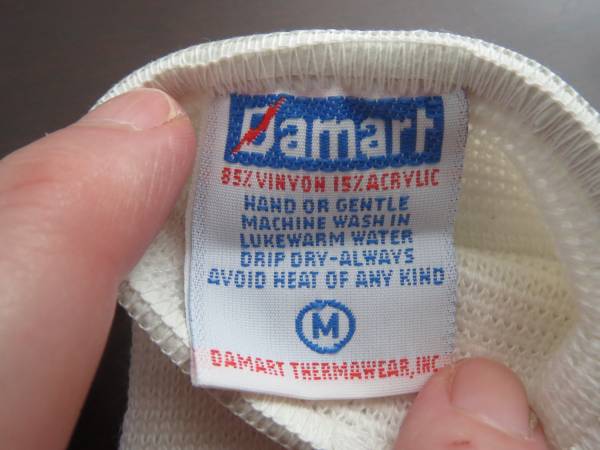 Damart
85% VINYON 15% ACRYLIC
HAND OR GENTLE
MACHINE WASH IN
LUKEWARM WATER
DRIP DRY-ALWAYS
AVOID HEAT OF ANY KIND
M
DAMART THERMAWEAR, INC.